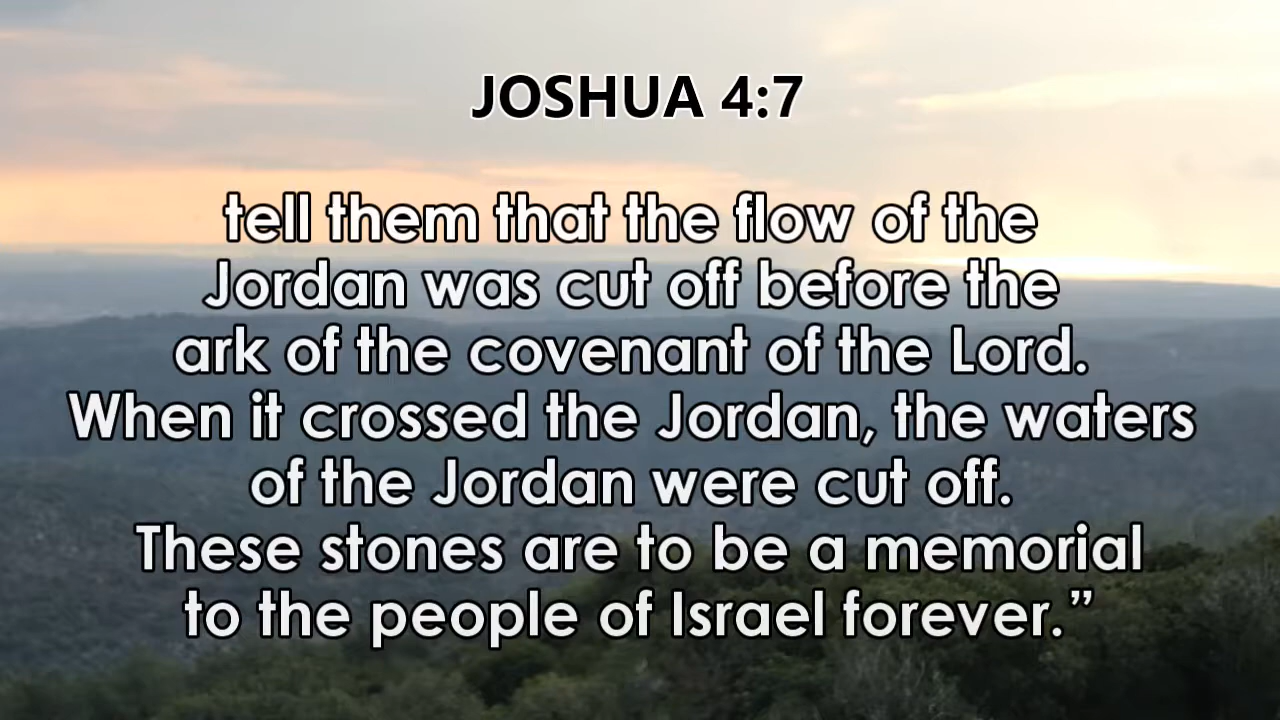 JOSHUA 4:7
tell them that the flow of the
Jordan was cut off before the
ark of the covenant of the Lord.
When it crossed the Jordan, the waters
of the Jordan were cut off.
These stones are to be a memorial
to the people of Israel forever.”